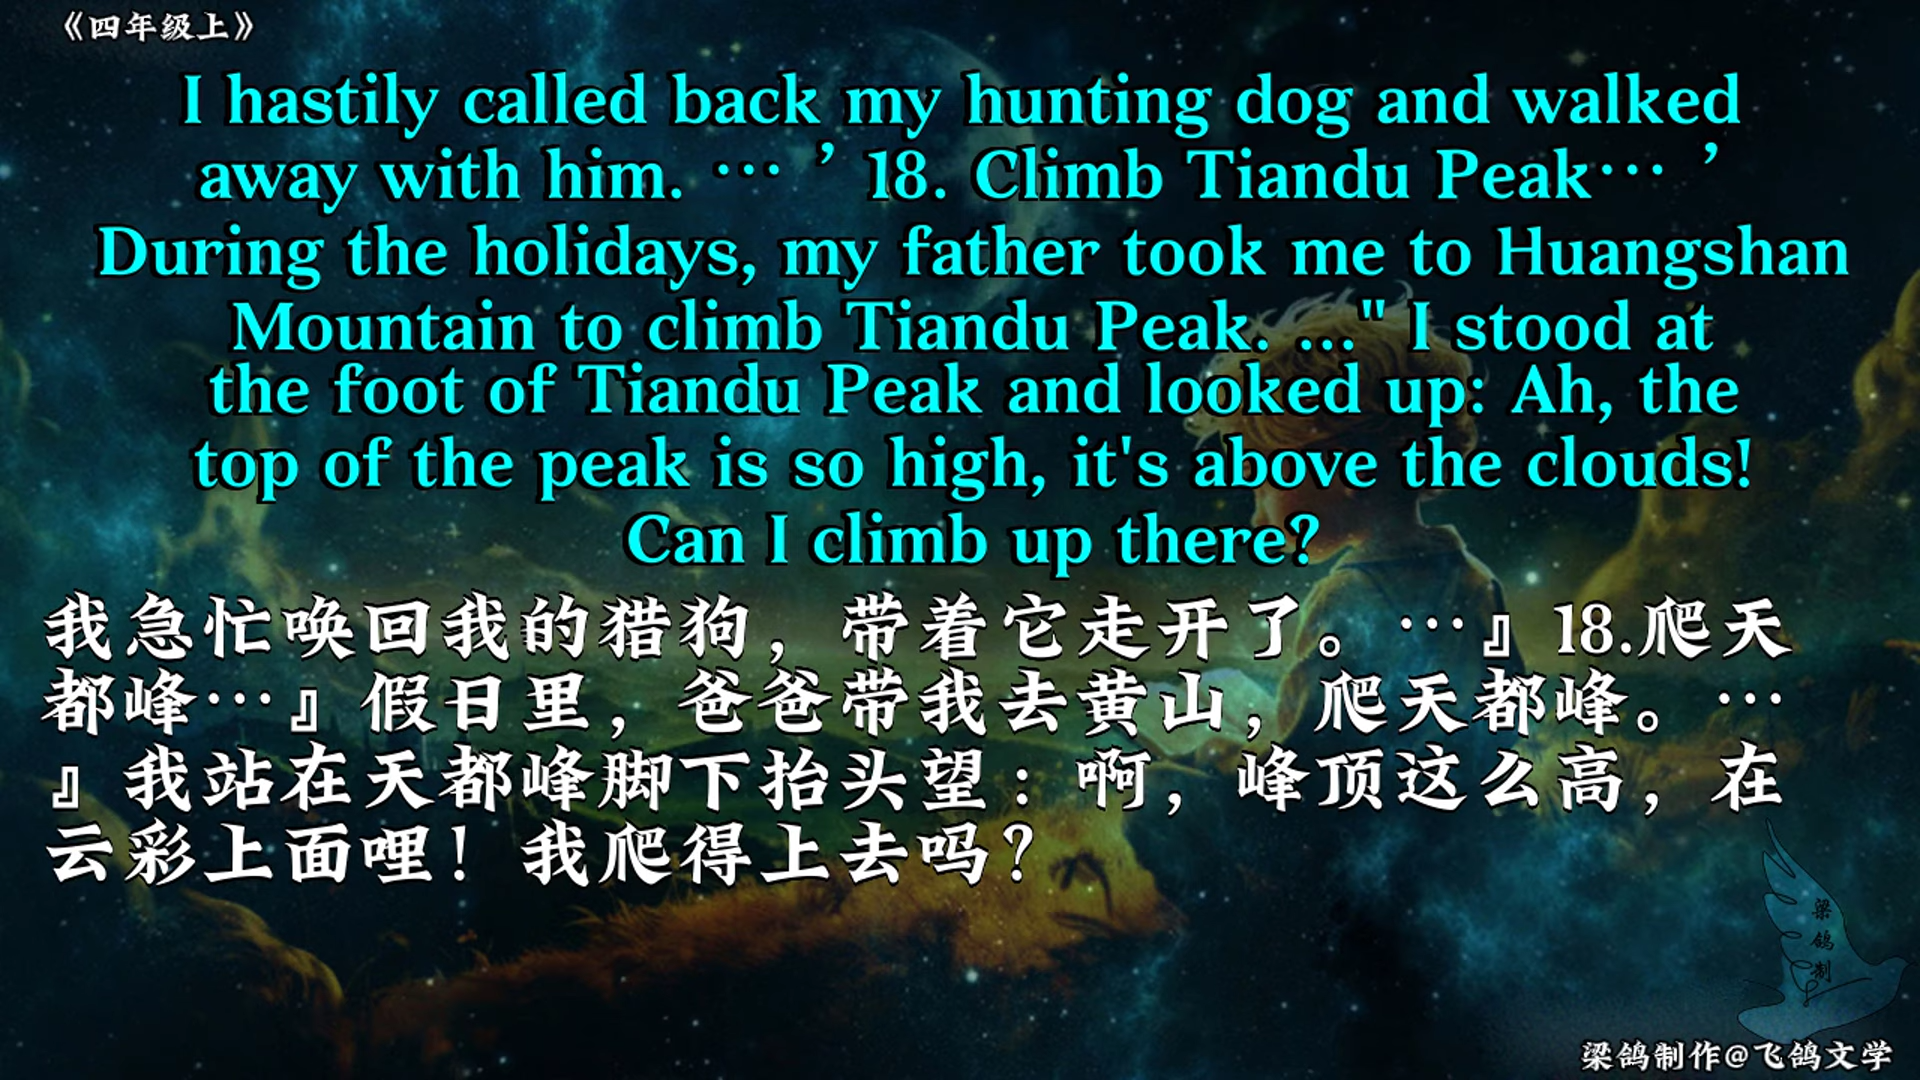 《四年级上》
I hastily called back my hunting dog and walked
away with him. … ’ 18. Climb Tiandu Peak… ’
During the holidays, my father took me to Huangshan
Mountain to climb Tiandu Peak. ..." I stood at
the foot of Tiandu Peak and looked up: Ah, the
top of the peak is so high, it's above the clouds!
Can I climb up there?
我急忙唤回我的猎狗，带着它走开了。…』18.爬天
都峰…』假日里，爸爸带我去黄山，爬天都峰。…
』我站在天都峰脚下抬头望：啊，峰顶这么高，在
云彩上面哩！我爬得上去吗？
梁
鸽
制
梁鸽制作@飞鸽文学